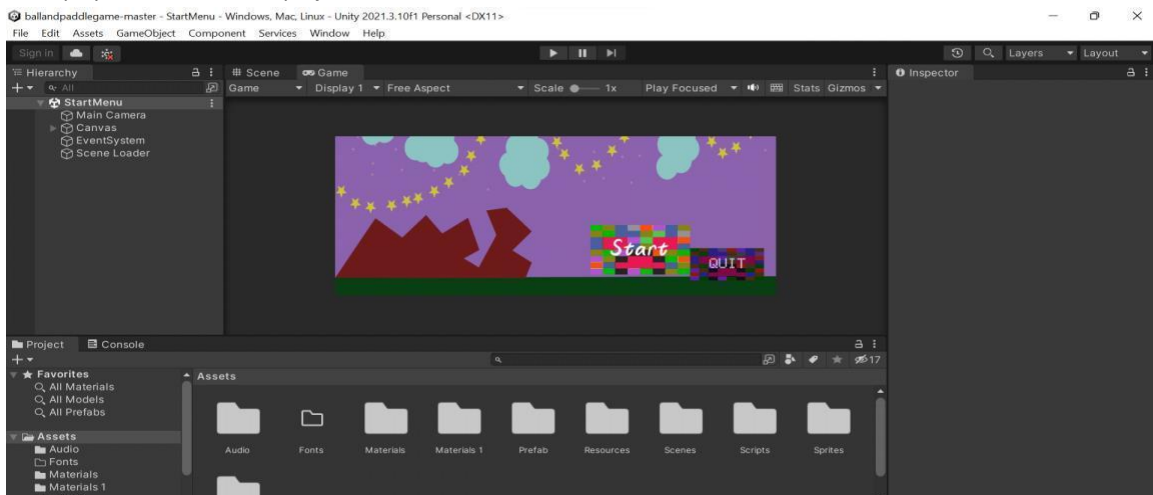 ballandpaddlegame-master - StartMenu - Windows, Mac, Linux - Unity 2021.3.10f1 Personal <DX11>
File Edit Assets GameObject Component Services Window Help
Sign in Layers Layout
Hierarchy # Scene Game Inspector
All Game Display 1 Free Aspect Scale 1x Play Focused Stats Gizmos
StartMenu
Main Camera
Canvas
EventSystem
Scene Loader
Start
QUIT
Project Console
17
Favorites
All Materials
All Models
All Prefabs
Assets
Audio
Fonts
Materials
Materials 1
Assets
Audio Fonts Materials Materials 1 Prefab Resources Scenes Scripts Sprites